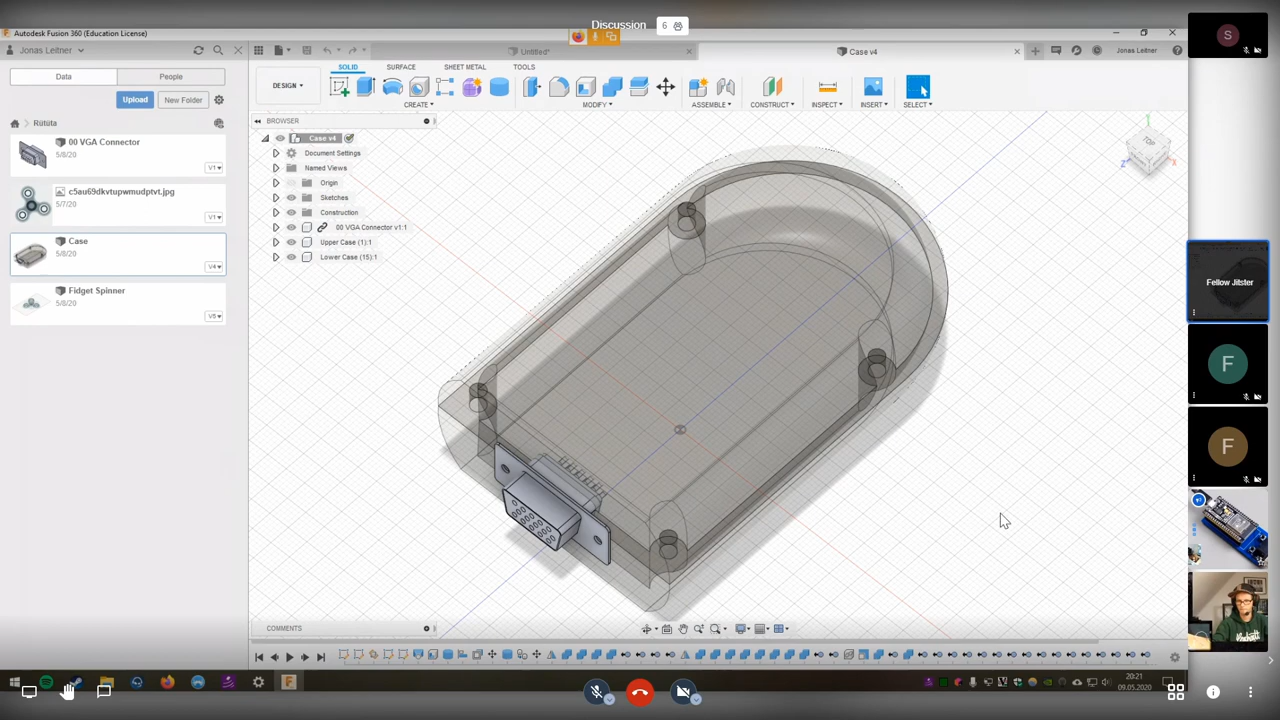 Discussion
6
Autodesk Fusion 360 (Education License)
Jonas Leitner
Untitled*
Case v4
Jonas Leitner
Data
People
Upload
New Folder
Rütüta
00 VGA Connector
5/8/20
V1
c5au69dkvtupwmudptvt.jpg
5/7/20
V1
Case
5/8/20
V4
Fidget Spinner
5/8/20
V5
SOLID
SURFACE
SHEET METAL
TOOLS
DESIGN
CREATE
MODIFY
ASSEMBLE
CONSTRUCT
INSPECT
INSERT
SELECT
BROWSER
Case v4
Document Settings
Named Views
Origin
Sketches
Construction
00 VGA Connector v1:1
Upper Case (1):1
Lower Case (15):1
TOP
Y
Z
X
S
Fellow Jitster
F
F
COMMENTS
20:21
09.05.2020